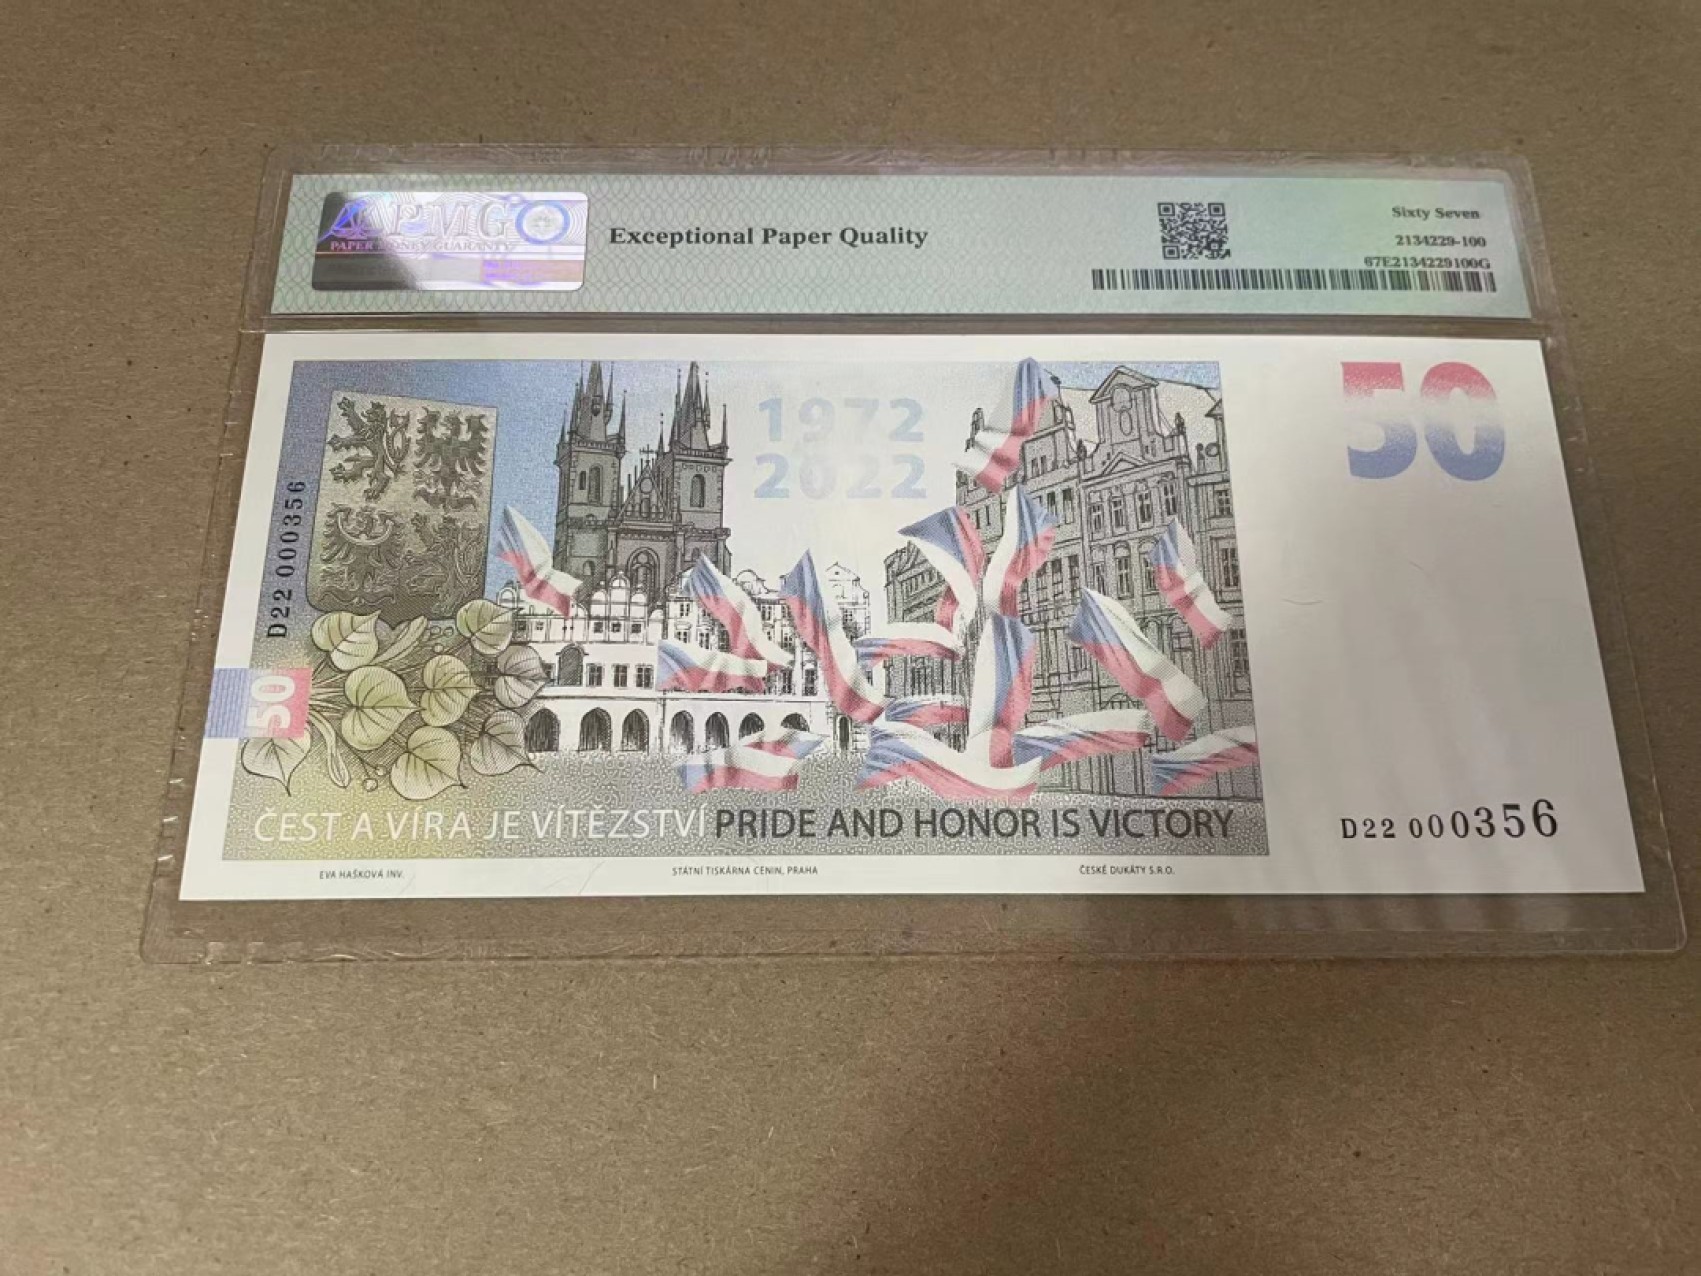 PMG
PAPER MONEY GUARANTY
Exceptional Paper Quality
Sixty Seven
2134229-100
67E2134229100G
1972
2022
50
D22 000356
50
ČEST A VÍRA JE VÍTĚZSTVÍ PRIDE AND HONOR IS VICTORY
D22 000356
EVA HAŠKOVÁ INV.
STÁTNÍ TISKÁRNA CENIN, PRAHA
ČESKÉ DUKÁTY S.R.O.